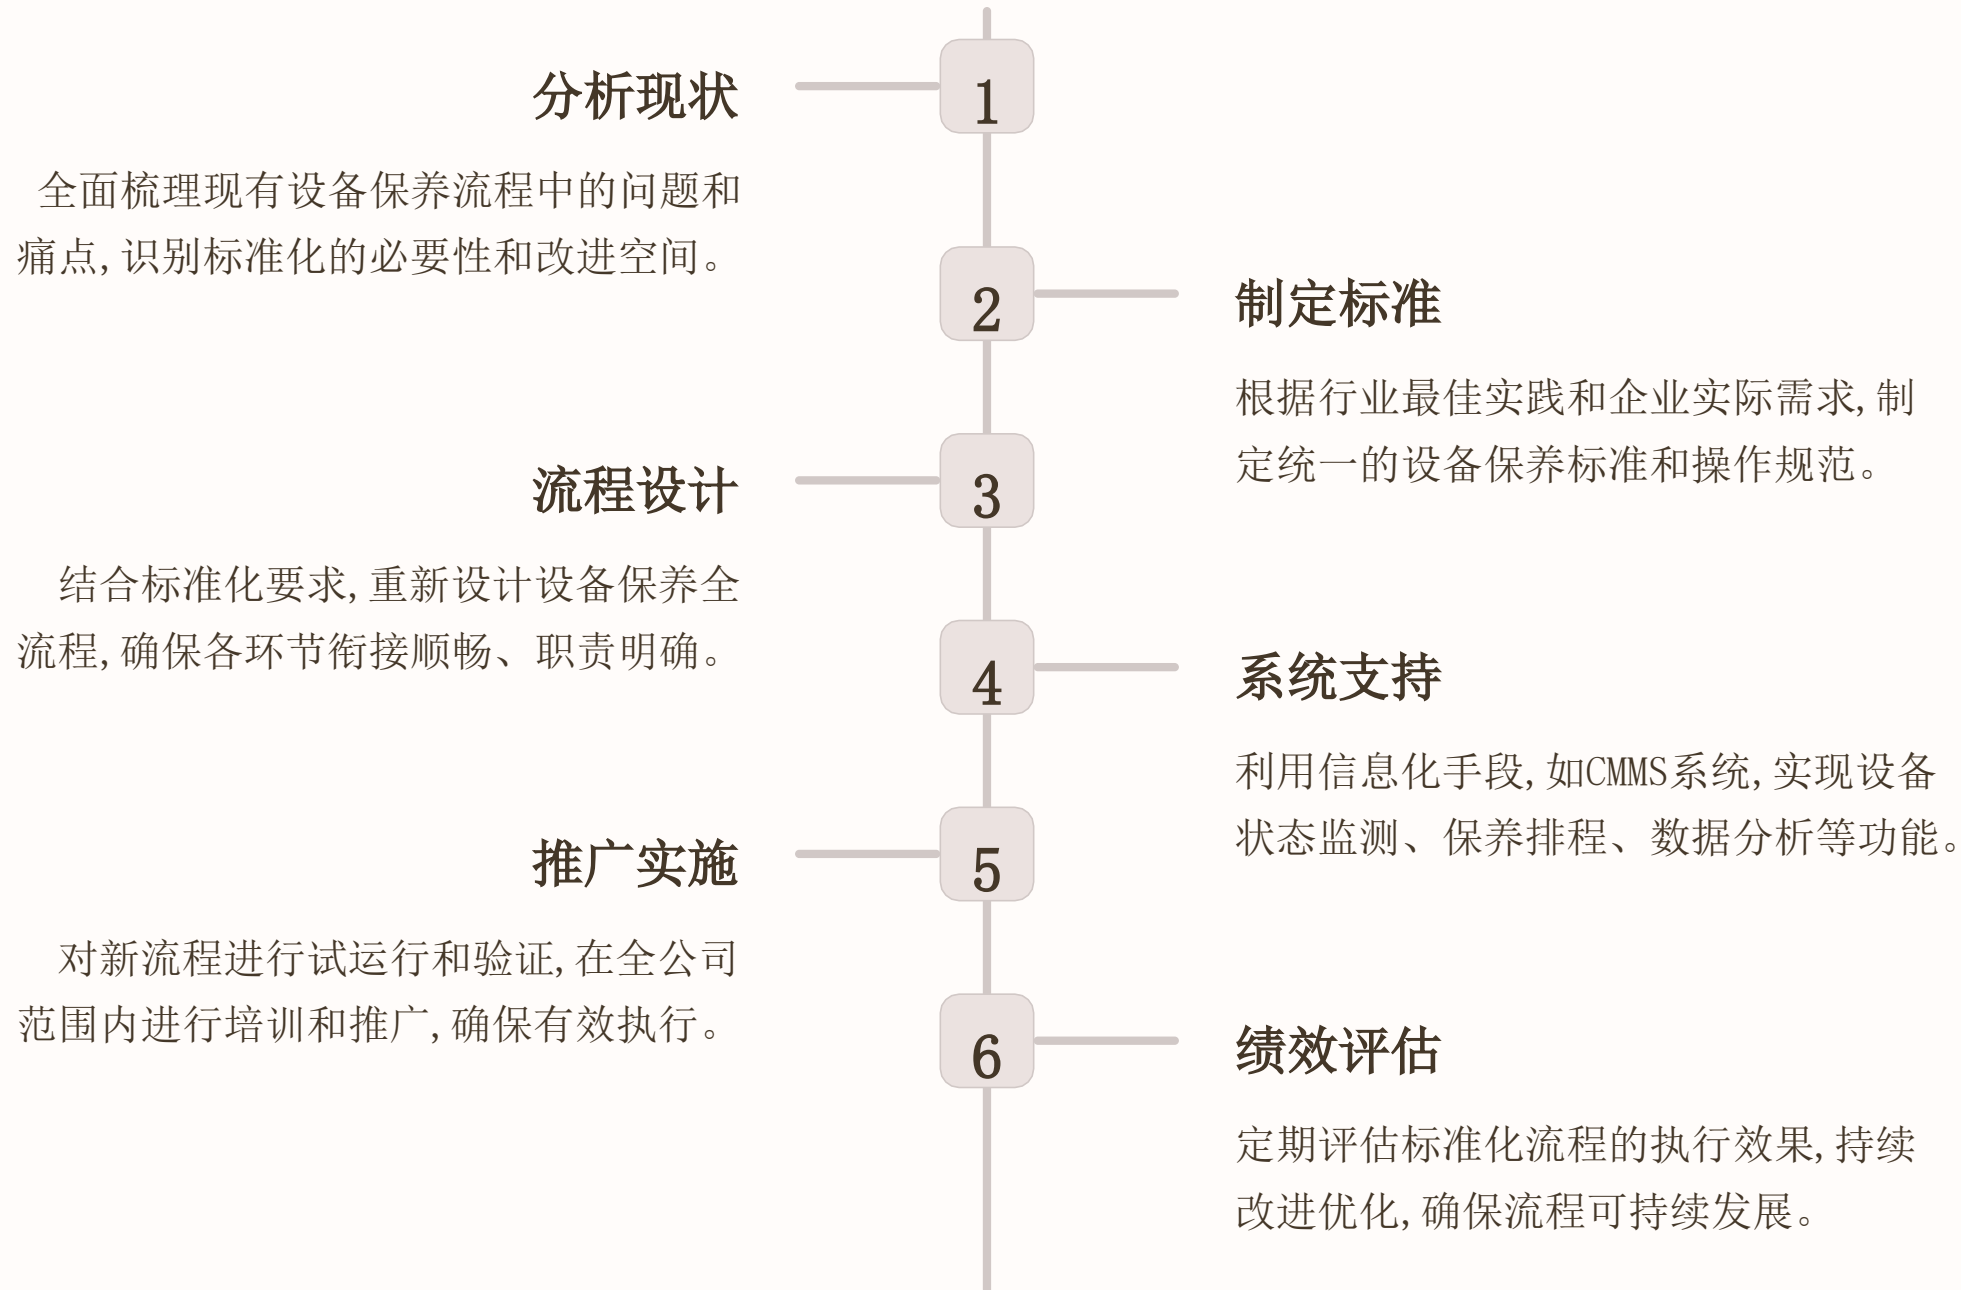 1
分析现状
全面梳理现有设备保养流程中的问题和
痛点,识别标准化的必要性和改进空间。
2
制定标准
根据行业最佳实践和企业实际需求,制
定统一的设备保养标准和操作规范。
3
流程设计
结合标准化要求,重新设计设备保养全
流程,确保各环节衔接顺畅、职责明确。
4
系统支持
利用信息化手段,如CMMS系统,实现设备
状态监测、保养排程、数据分析等功能。
5
推广实施
对新流程进行试运行和验证,在全公司
范围内进行培训和推广,确保有效执行。
6
绩效评估
定期评估标准化流程的执行效果,持续
改进优化,确保流程可持续发展。